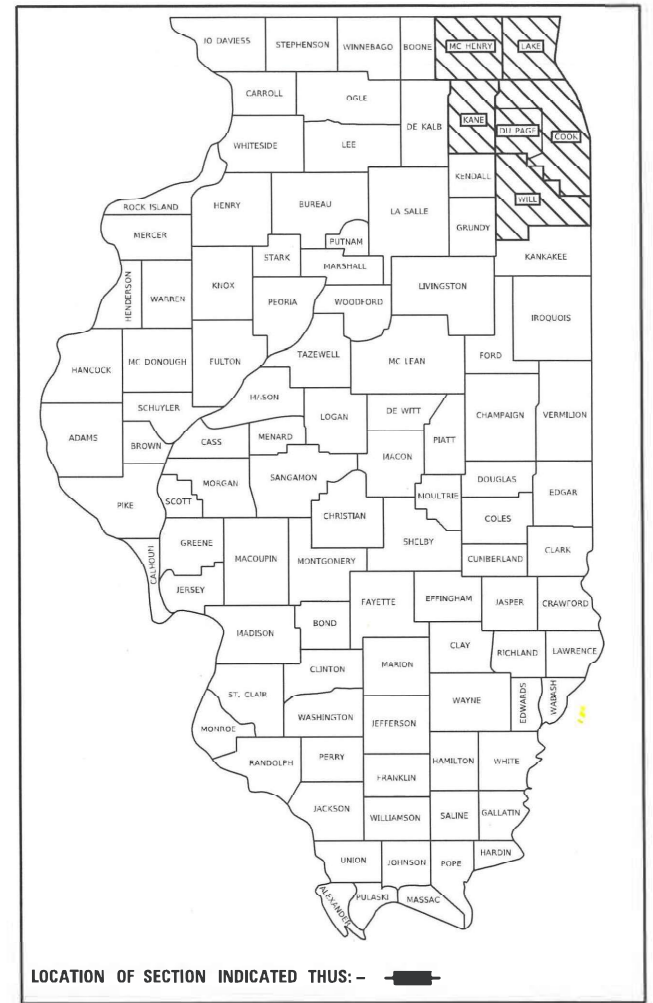 JO DAVIESS STEPHENSON WINNEBAGO BOONE MC HENRY LAKE
CARROLL OGLE DE KALB KANE DU PAGE COOK
WHITESIDE LEE
KENDALL WILL
ROCK ISLAND HENRY BUREAU LA SALLE
MERCER PUTNAM GRUNDY
STARK MARSHALL KANKAKEE
HENDERSON WARREN KNOX PEORIA WOODFORD LIVINGSTON
IROQUOIS
HANCOCK MC DONOUGH FULTON TAZEWELL MC LEAN FORD
MASON
SCHUYLER LOGAN DE WITT CHAMPAIGN VERMILION
ADAMS BROWN CASS MENARD PIATT
MACON
PIKE SCOTT MORGAN SANGAMON MOULTRIE DOUGLAS EDGAR
CHRISTIAN COLES
CALHOUN GREENE MACOUPIN MONTGOMERY SHELBY CUMBERLAND CLARK
JERSEY FAYETTE EFFINGHAM JASPER CRAWFORD
MADISON BOND
CLAY RICHLAND LAWRENCE
CLINTON MARION
ST. CLAIR WAYNE EDWARDS WABASH
MONROE WASHINGTON JEFFERSON
RANDOLPH PERRY HAMILTON WHITE
FRANKLIN
JACKSON WILLIAMSON SALINE GALLATIN
UNION JOHNSON POPE HARDIN
ALEXANDER PULASKI MASSAC
LOCATION OF SECTION INDICATED THUS: –